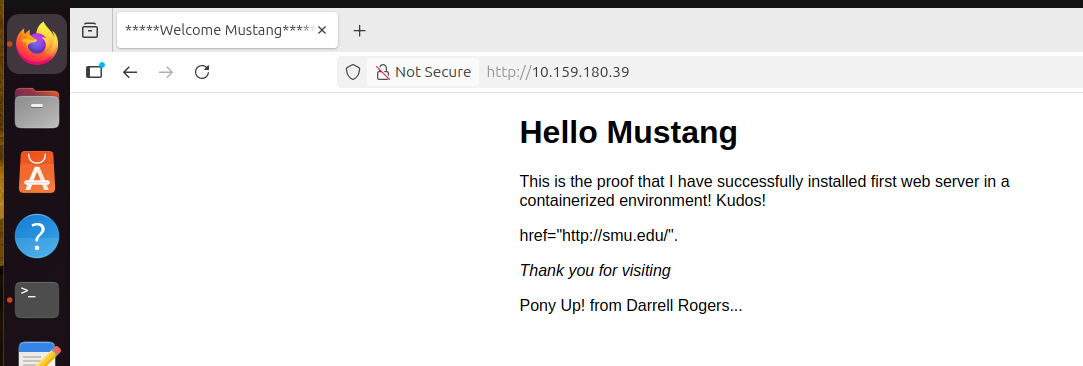 *****Welcome Mustang*****
Not Secure http://10.159.180.39
Hello Mustang
This is the proof that I have successfully installed first web server in a
containerized environment! Kudos!
href="http://smu.edu/".
Thank you for visiting
Pony Up! from Darrell Rogers...